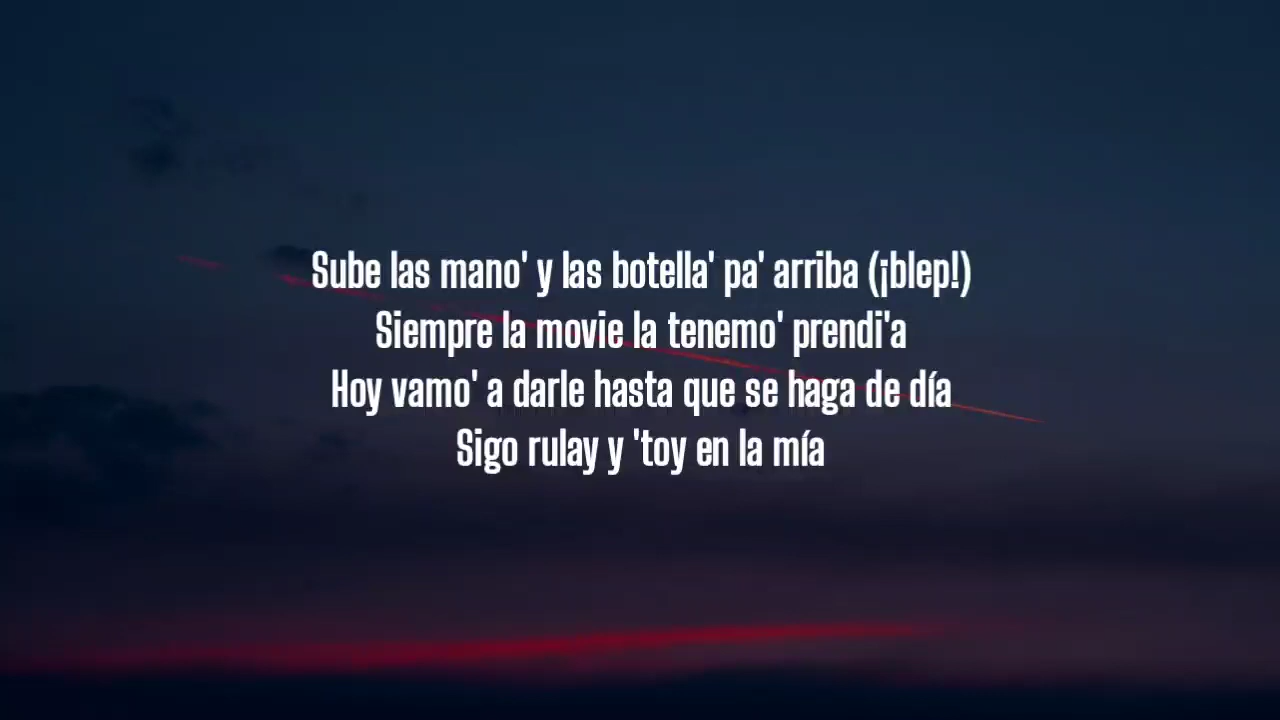 Sube las mano' y las botella' pa' arriba (¡blep!)
Siempre la movie la tenemo' prendi'a
Hoy vamo' a darle hasta que se haga de día
Sigo rulay y 'toy en la mía